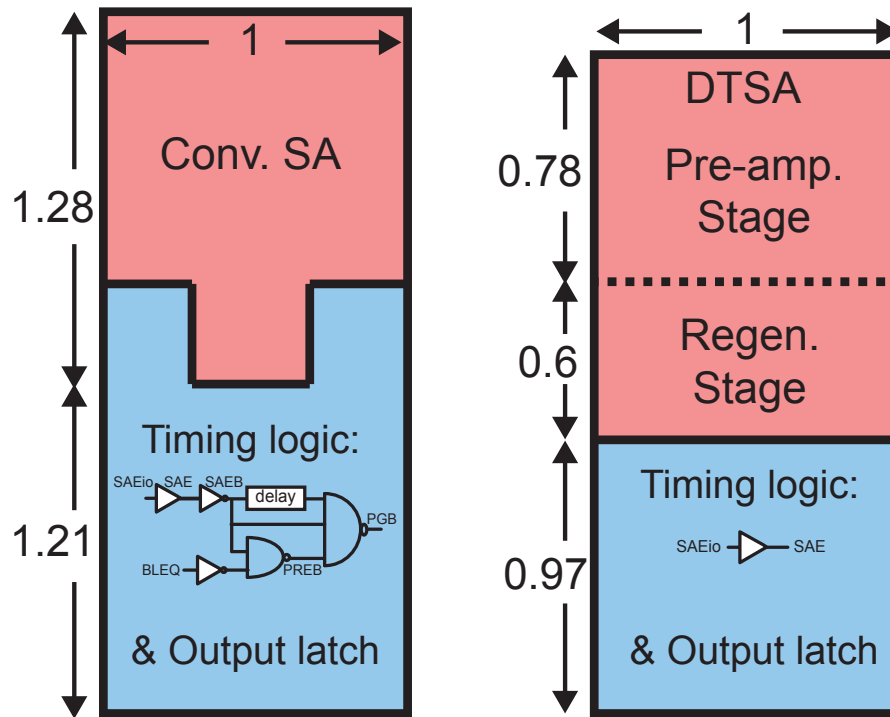 1
Conv. SA
1.28
Timing logic:
SAEio SAE SAEB
delay
PGB
BLEQ
PREB
1.21
& Output latch
1
DTSA
Pre-amp.
Stage
0.78
Regen.
Stage
0.6
Timing logic:
SAEio SAE
0.97
& Output latch